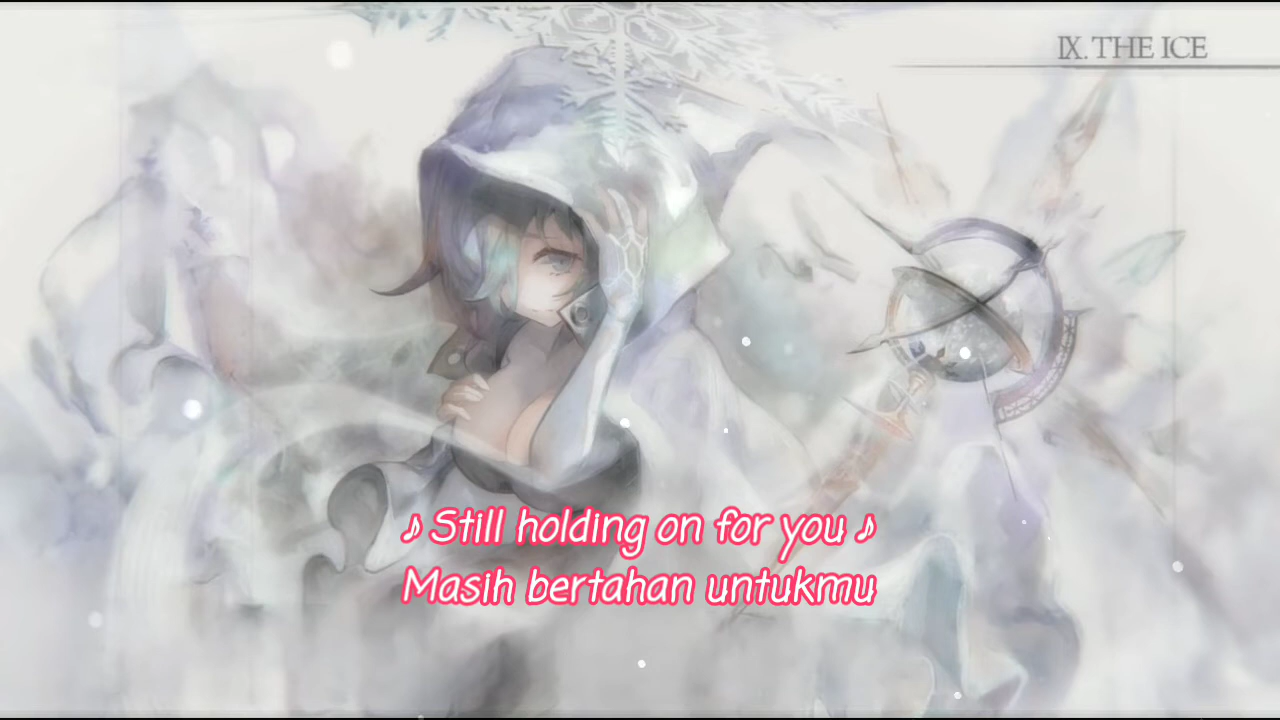 IX. THE ICE
♪ Still holding on for you ♪
Masih bertahan untukmu